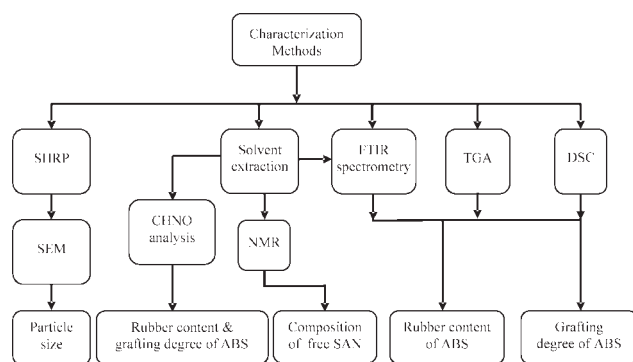 Characterization
Methods
SHRP
Solvent
extraction
FTIR
spectrometry
TGA
DSC
CHNO
analysis
SEM
NMR
Particle
size
Rubber content &
grafting degree of ABS
Composition
of free SAN
Rubber content
of ABS
Grafting
degree of ABS